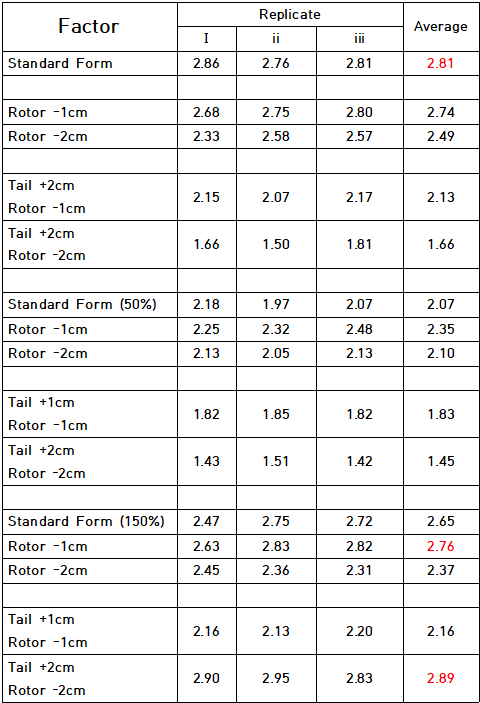 Factor Replicate Average
I ii iii
Standard Form 2.86 2.76 2.81 2.81
Rotor -1cm 2.68 2.75 2.80 2.74
Rotor -2cm 2.33 2.58 2.57 2.49
Tail +2cm
Rotor -1cm 2.15 2.07 2.17 2.13
Tail +2cm
Rotor -2cm 1.66 1.50 1.81 1.66
Standard Form (50%) 2.18 1.97 2.07 2.07
Rotor -1cm 2.25 2.32 2.48 2.35
Rotor -2cm 2.13 2.05 2.13 2.10
Tail +1cm
Rotor -1cm 1.82 1.85 1.82 1.83
Tail +2cm
Rotor -2cm 1.43 1.51 1.42 1.45
Standard Form (150%) 2.47 2.75 2.72 2.65
Rotor -1cm 2.63 2.83 2.82 2.76
Rotor -2cm 2.45 2.36 2.31 2.37
Tail +1cm
Rotor -1cm 2.16 2.13 2.20 2.16
Tail +2cm
Rotor -2cm 2.90 2.95 2.83 2.89